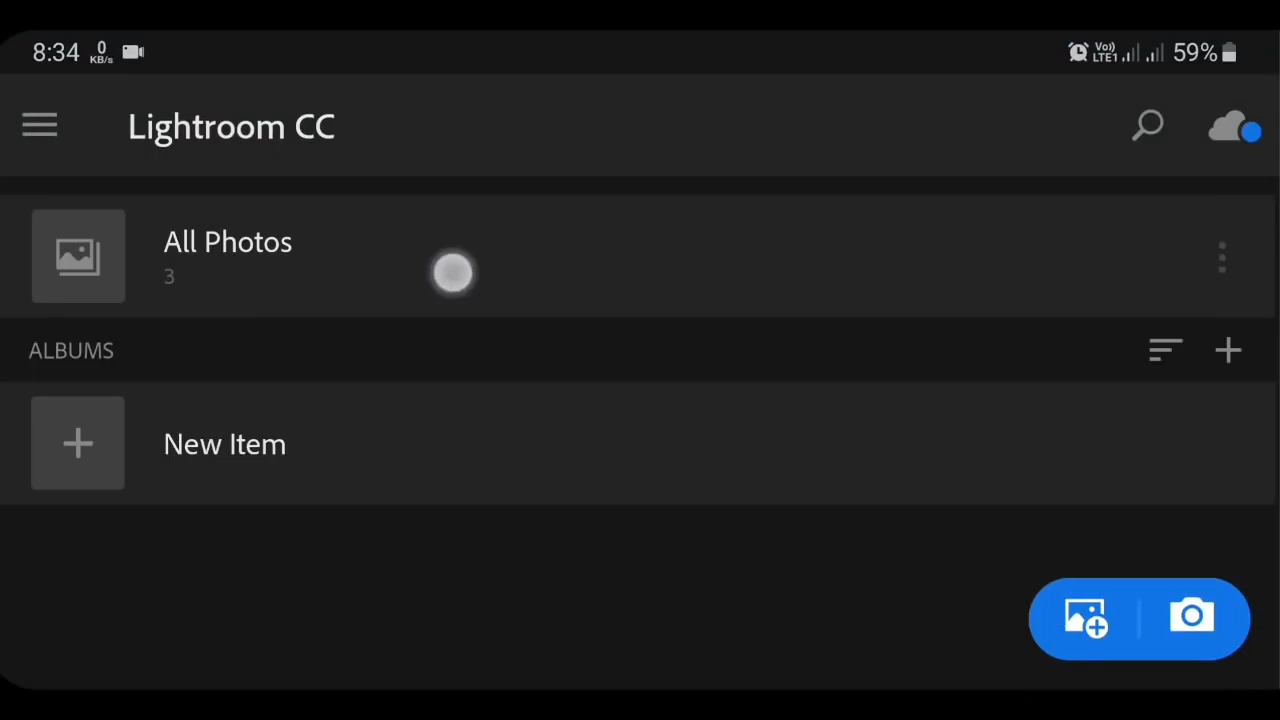 8:34 0 KB/s Vo) LTE1 59%
Lightroom CC
All Photos
3
ALBUMS
New Item